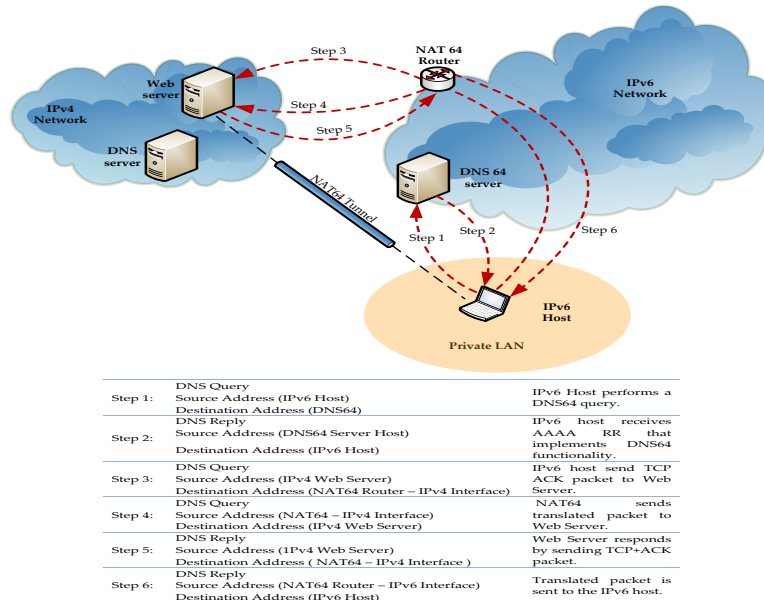 Step 3
NAT 64
Router
Web
server
IPv6
Network
IPv4
Network
Step 4
Step 5
DNS
server
DNS 64
server
NAT64 Tunnel
Step 1
Step 2
Step 6
IPv6
Host
Private LAN
Step 1:
DNS Query
Source Address (IPv6 Host)
Destination Address (DNS64)
IPv6 Host performs a
DNS64 query.
Step 2:
DNS Reply
Source Address (DNS64 Server Host)
Destination Address (IPv6 Host)
IPv6 host receives
AAAA RR that
implements DNS64
functionality.
Step 3:
DNS Query
Source Address (IPv4 Web Server)
Destination Address (NAT64 Router – IPv4 Interface)
IPv6 host send TCP
ACK packet to Web
Server.
Step 4:
DNS Query
Source Address (NAT64 – IPv4 Interface)
Destination Address (IPv4 Web Server)
NAT64 sends
translated packet to
Web Server.
Step 5:
DNS Reply
Source Address (1Pv4 Web Server)
Destination Address ( NAT64 – IPv4 Interface )
Web Server responds
by sending TCP+ACK
packet.
Step 6:
DNS Reply
Source Address (NAT64 Router – IPv6 Interface)
Destination Address (IPv6 Host)
Translated packet is
sent to the IPv6 host.